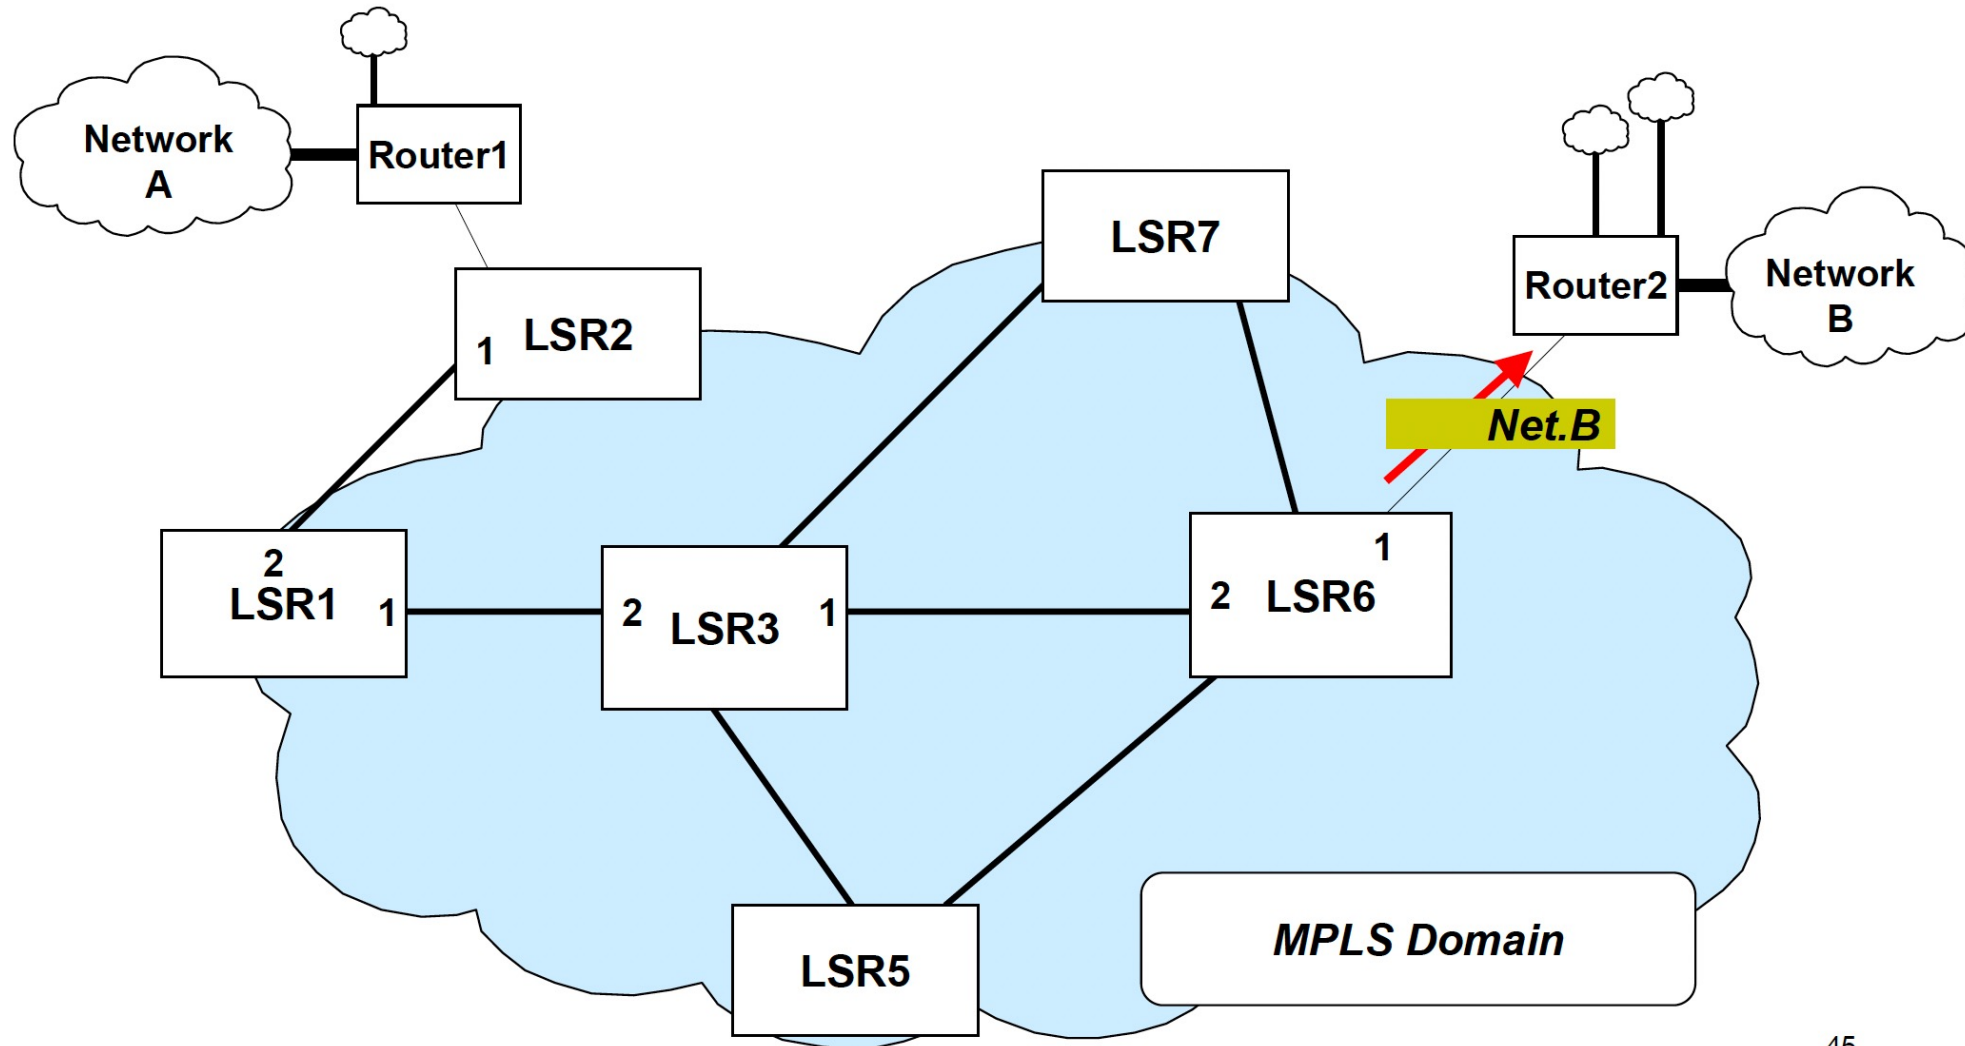 Network
A
Router1
LSR7
Router2
Network
B
1
LSR2
Net.B
2
LSR1
1
2
LSR3
1
1
2
LSR6
LSR5
MPLS Domain
45